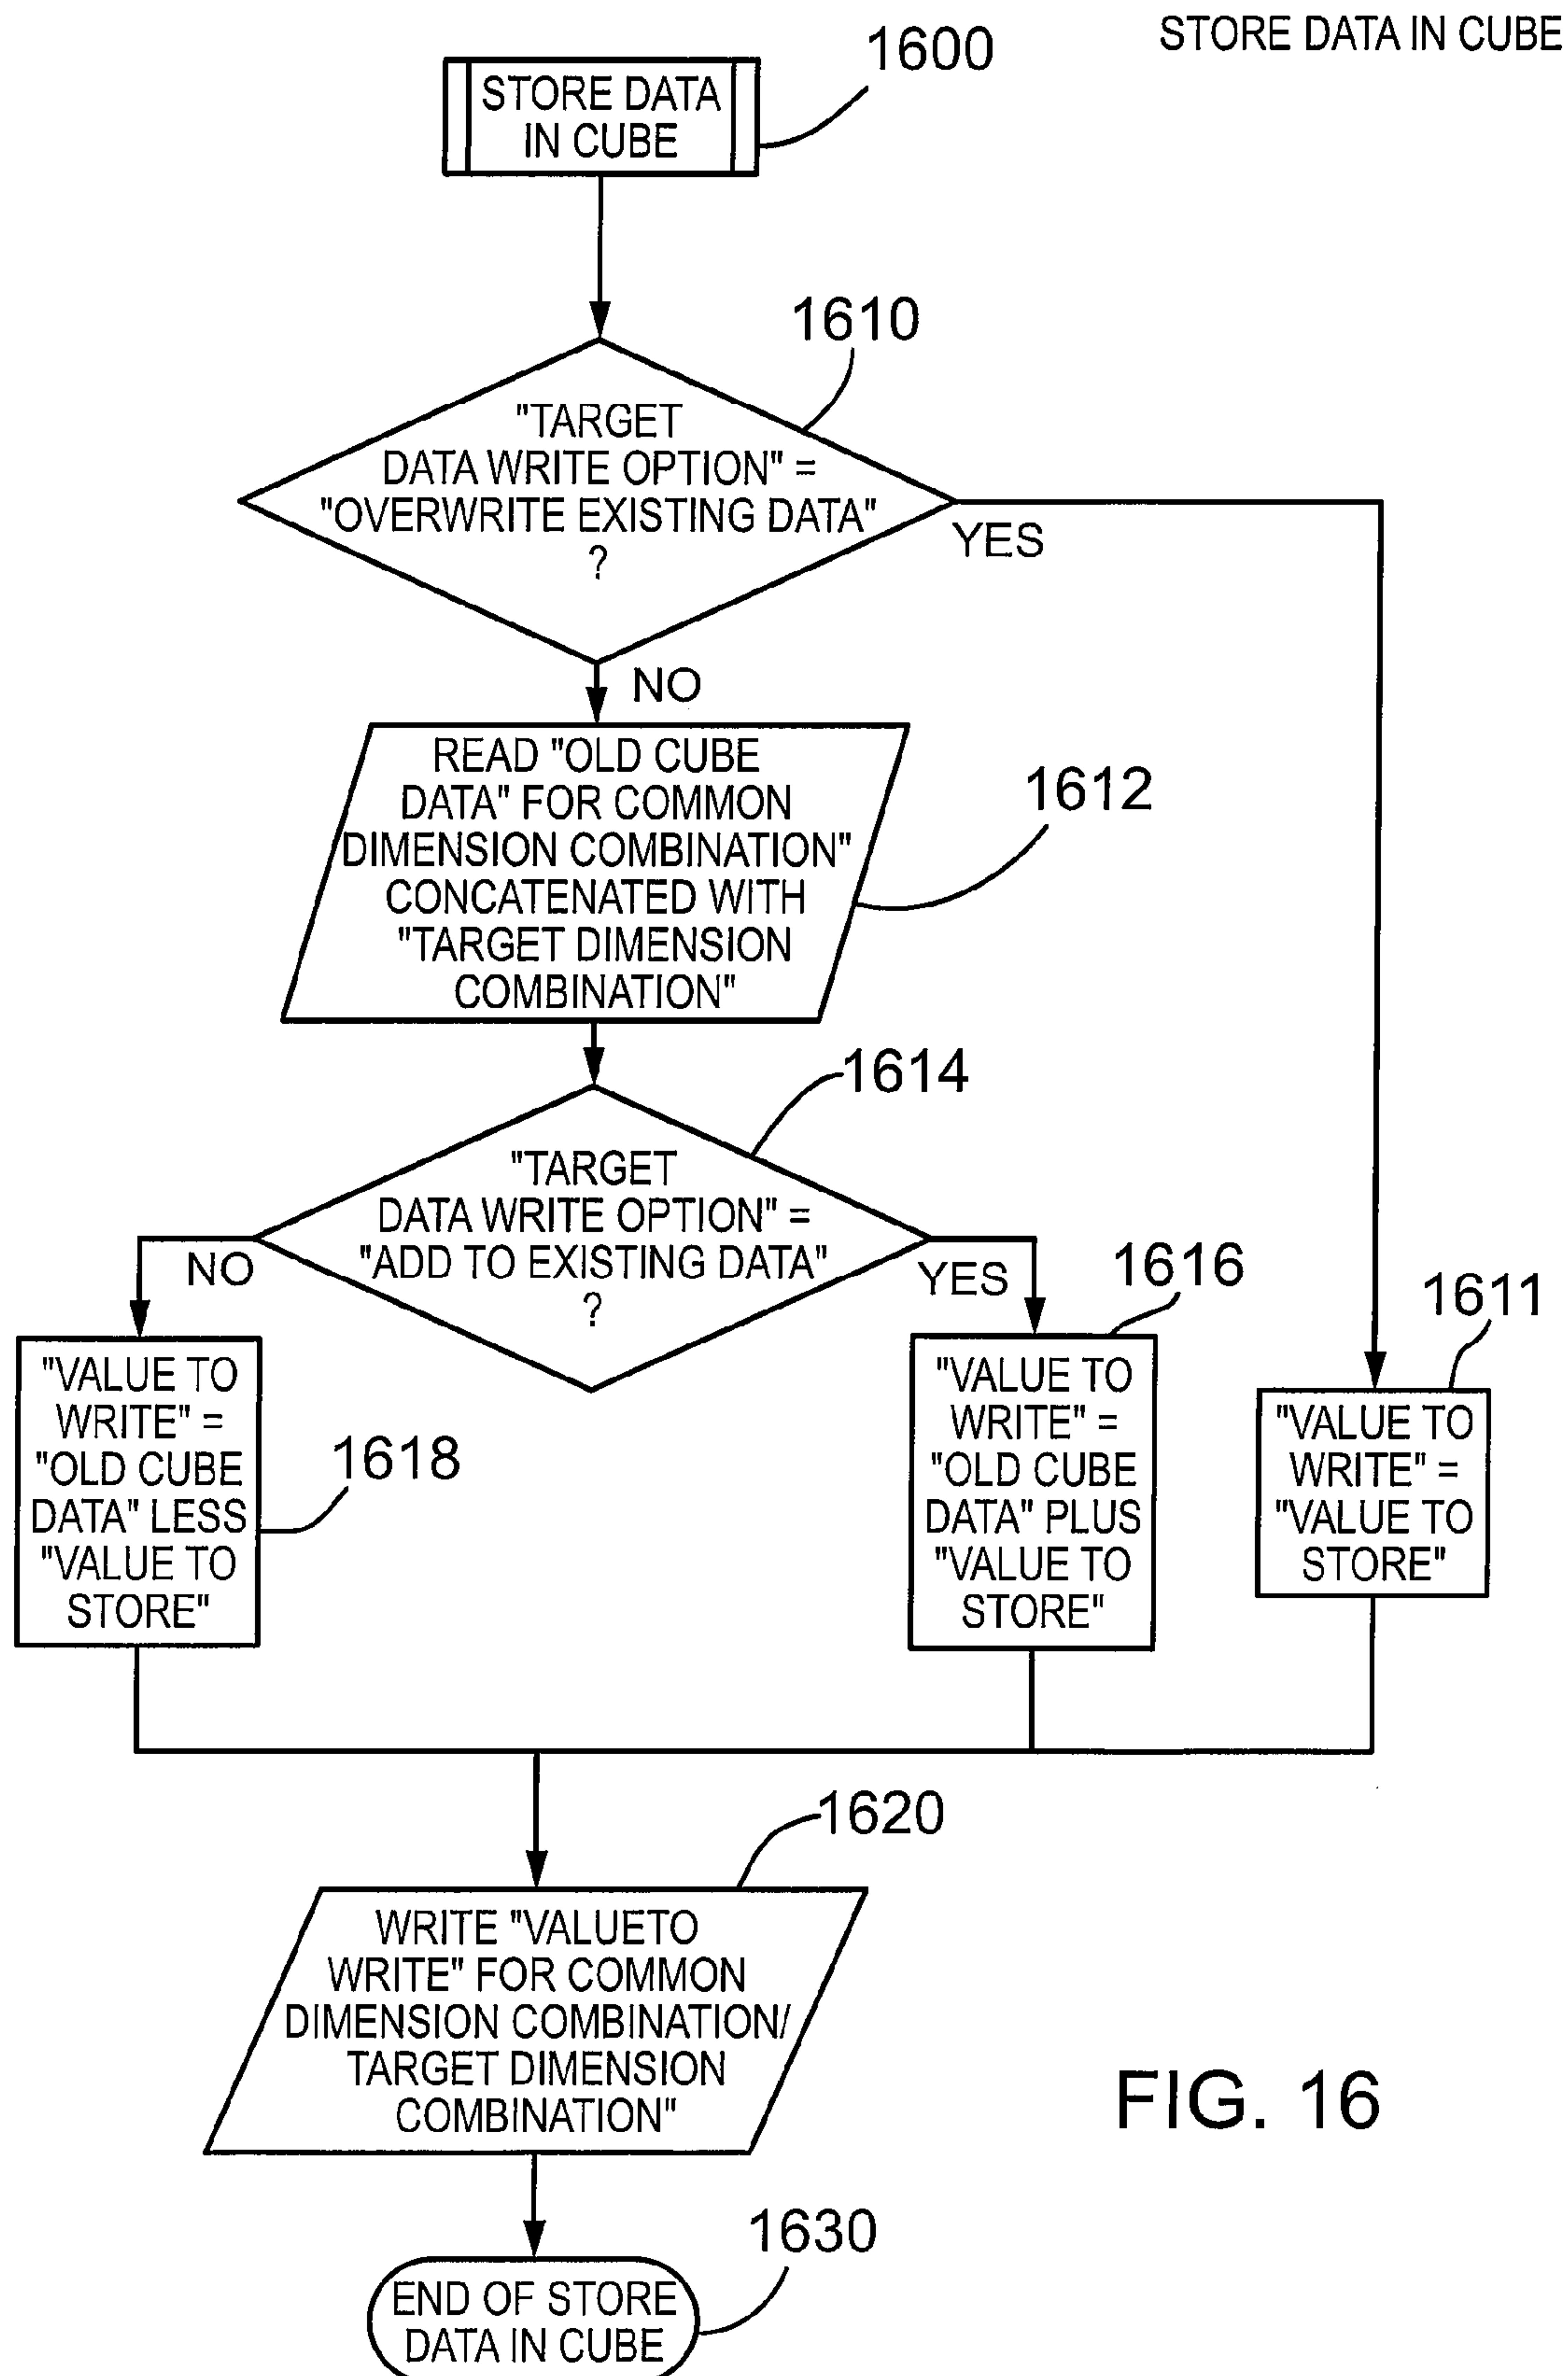 STORE DATA IN CUBE
1600
STORE DATA
IN CUBE
1610
"TARGET
DATA WRITE OPTION" =
"OVERWRITE EXISTING DATA"
?
YES
NO
READ "OLD CUBE
DATA" FOR COMMON
DIMENSION COMBINATION"
CONCATENATED WITH
"TARGET DIMENSION
COMBINATION"
1612
1614
"TARGET
DATA WRITE OPTION" =
"ADD TO EXISTING DATA"
?
NO
YES
1616
1611
"VALUE TO
WRITE" =
"OLD CUBE
DATA" LESS
"VALUE TO
STORE"
1618
"VALUE TO
WRITE" =
"OLD CUBE
DATA" PLUS
"VALUE TO
STORE"
"VALUE TO
WRITE" =
"VALUE TO
STORE"
1620
WRITE "VALUETO
WRITE" FOR COMMON
DIMENSION COMBINATION/
TARGET DIMENSION
COMBINATION"
FIG. 16
1630
END OF STORE
DATA IN CUBE